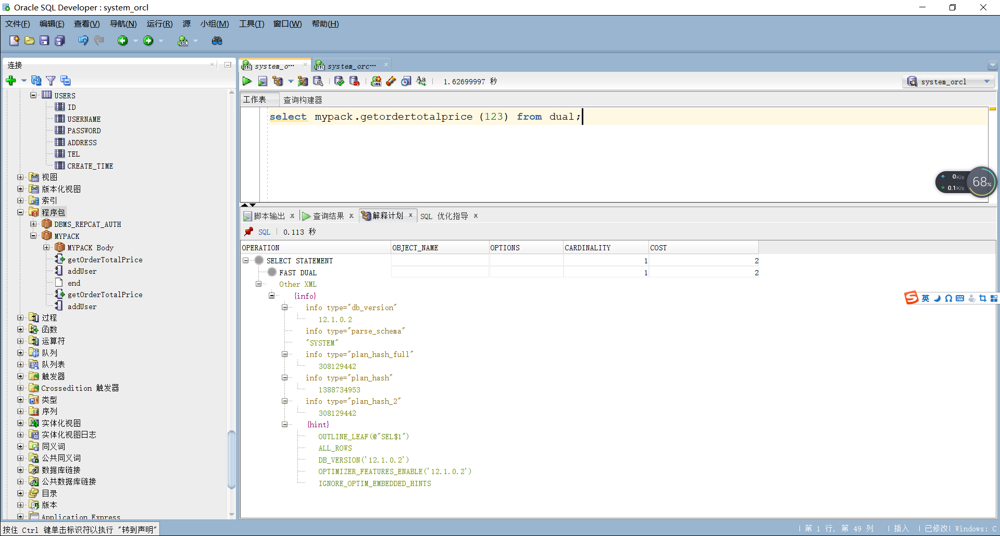 Oracle SQL Developer : system_orcl
文件(F) 编辑(E) 查看(V) 导航(N) 运行(R) 源 小组(M) 工具(T) 窗口(W) 帮助(H)
连接
USERS
ID
USERNAME
PASSWORD
ADDRESS
TEL
CREATE_TIME
视图
版本化视图
索引
程序包
DBMS_REPCAT_AUTH
MYPACK
MYPACK Body
getOrderTotalPrice
addUser
end
getOrderTotalPrice
addUser
过程
函数
运算符
队列
队列表
触发器
Crossedition 触发器
类型
序列
实体化视图
实体化视图日志
同义词
公共同义词
数据库链接
公共数据库链接
目录
版本
Application Express
system_o…
system_orc…
1.62699997 秒
system_orcl
工作表 查询构建器
select mypack.getordertotalprice (123) from dual;
0K/s
0.1K/s
68%
脚本输出 x 查询结果 x 解释计划 x SQL 优化指导 x
SQL 0.113 秒
OPERATION OBJECT_NAME OPTIONS CARDINALITY COST
SELECT STATEMENT 1 2
FAST DUAL 1 2
Other XML
{info}
info type="db_version"
12.1.0.2
info type="parse_schema"
"SYSTEM"
info type="plan_hash_full"
308129442
info type="plan_hash"
1388734953
info type="plan_hash_2"
308129442
{hint}
OUTLINE_LEAF(@"SEL$1")
ALL_ROWS
DB_VERSION('12.1.0.2')
OPTIMIZER_FEATURES_ENABLE('12.1.0.2')
IGNORE_OPTIM_EMBEDDED_HINTS
S 英
按住 Ctrl 键单击标识符以执行 "转到声明"
第 1 行, 第 49 列 | 插入 | 已修改| Windows: C